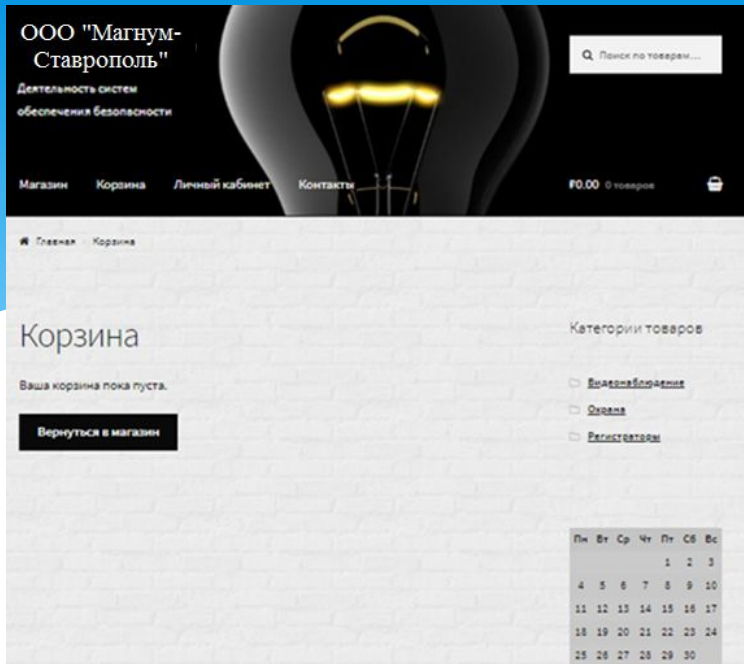 ООО "Магнум-
Ставрополь"
Деятельность систем
обеспечения безопасности
Поиск по товарам...
Магазин Корзина Личный кабинет Контакты
₽0.00 0 товаров
Главная Корзина
Корзина
Ваша корзина пока пуста.
Вернуться в магазин
Категории товаров
Видеонаблюдение
Охрана
Регистраторы
Пн Вт Ср Чт Пт Сб Вс
1 2 3
4 5 6 7 8 9 10
11 12 13 14 15 16 17
18 19 20 21 22 23 24
25 26 27 28 29 30